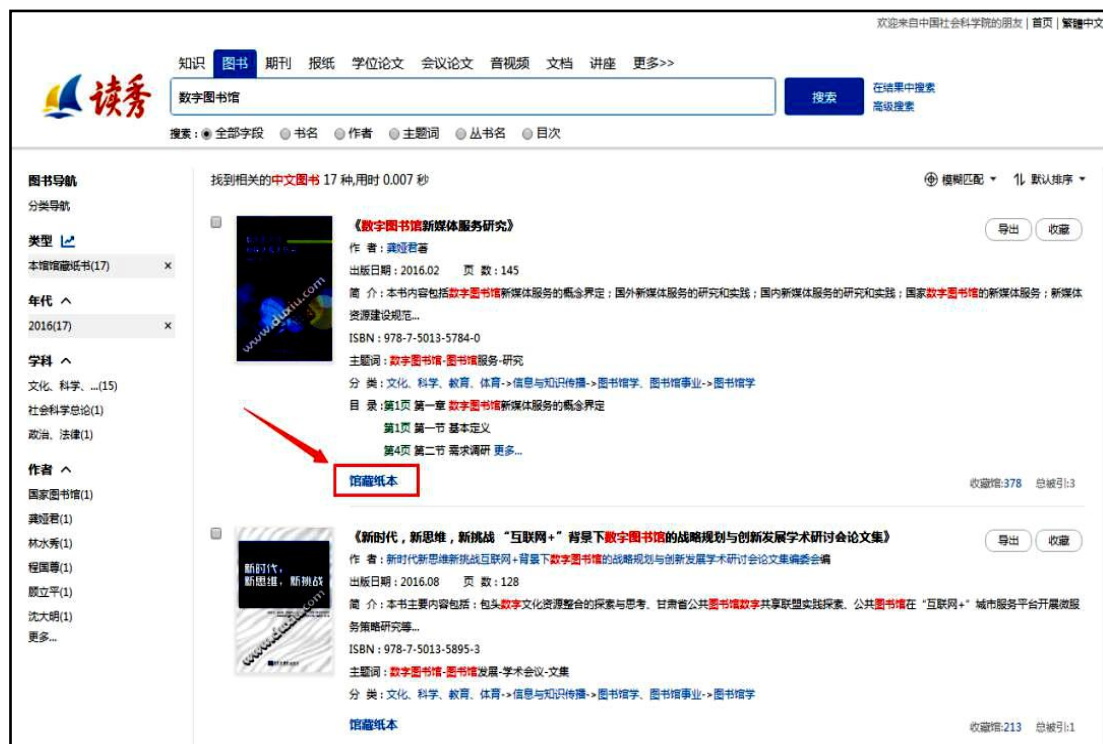 欢迎来自中国社会科学院的朋友 | 首页 | 繁體中文
知识 图书 期刊 报纸 学位论文 会议论文 音视频 文档 讲座 更多>>
读秀
数字图书馆
搜索
在结果中搜索
高级搜索
搜索：全部字段 书名 作者 主题词 丛书名 目次
图书导航
分类导航
类型
本馆馆藏纸书(17) ×
年代
2016(17) ×
学科
文化、科学、...(15)
社会科学总论(1)
政治、法律(1)
作者
国家图书馆(1)
龚娅君(1)
林水秀(1)
程国尊(1)
顾立平(1)
沈大明(1)
更多...
找到相关的中文图书 17 种,用时 0.007 秒
模糊匹配 默认排序
《数字图书馆新媒体服务研究》
导出 收藏
作 者：龚娅君著
出版日期：2016.02 页 数：145
简 介：本书内容包括数字图书馆新媒体服务的概念界定；国外新媒体服务的研究和实践；国内新媒体服务的研究和实践；国家数字图书馆的新媒体服务；新媒体
资源建设规范...
ISBN：978-7-5013-5784-0
主题词：数字图书馆-图书馆服务-研究
分 类：文化、科学、教育、体育->信息与知识传播->图书馆学、图书馆事业->图书馆学
目 录:第1页 第一章 数字图书馆新媒体服务的概念界定
第1页 第一节 基本定义
第4页 第二节 需求调研 更多...
馆藏纸本
收藏馆:378 总被引:3
www.duxiu.com
《新时代，新思维，新挑战 “互联网+”背景下数字图书馆的战略规划与创新发展学术研讨会论文集》
导出 收藏
作 者：新时代新思维新挑战互联网+背景下数字图书馆的战略规划与创新发展学术研讨会论文集编委会编
出版日期：2016.08 页 数：128
简 介：本书主要内容包括：包头数字文化资源整合的探索与思考、甘肃省公共图书馆数字共享联盟实践探索、公共图书馆在“互联网+”城市服务平台开展微服
务策略研究等...
ISBN：978-7-5013-5895-3
主题词：数字图书馆-图书馆发展-学术会议-文集
分 类：文化、科学、教育、体育->信息与知识传播->图书馆学、图书馆事业->图书馆学
馆藏纸本
收藏馆:213 总被引:1
新时代，
新思维，新挑战
www.duxiu.com